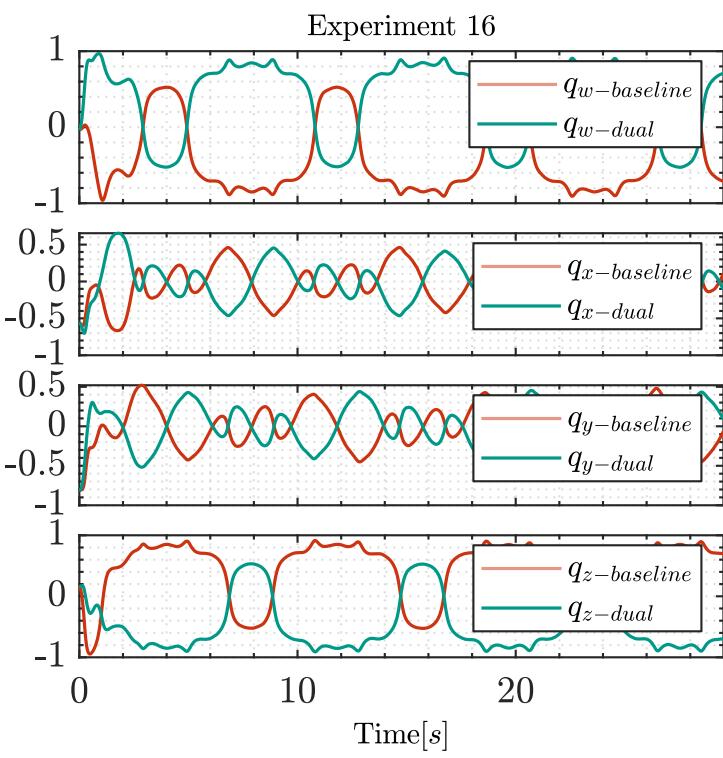 Experiment 16
1
0
-1
q_{w-baseline}
q_{w-dual}
0.5
0
-0.5
-1
q_{x-baseline}
q_{x-dual}
0.5
0
-0.5
-1
q_{y-baseline}
q_{y-dual}
1
0
-1
q_{z-baseline}
q_{z-dual}
0 10 20
Time[s]